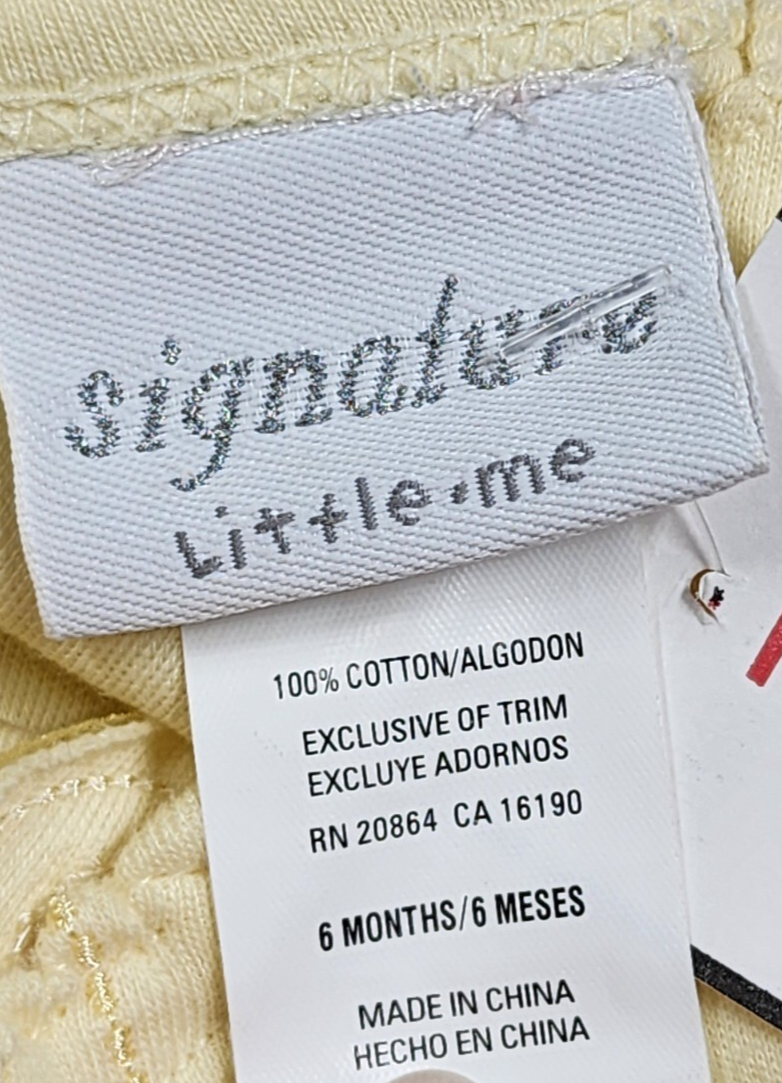 signature
Little·me
100% COTTON/ALGODON
EXCLUSIVE OF TRIM
EXCLUYE ADORNOS
RN 20864 CA 16190
6 MONTHS/6 MESES
MADE IN CHINA
HECHO EN CHINA